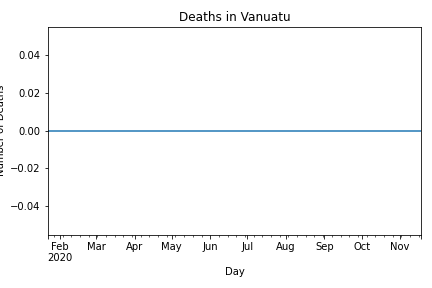 Deaths in Vanuatu
0.04
0.02
0.00
−0.02
−0.04
Number of Deaths
Feb Mar Apr May Jun Jul Aug Sep Oct Nov
2020
Day